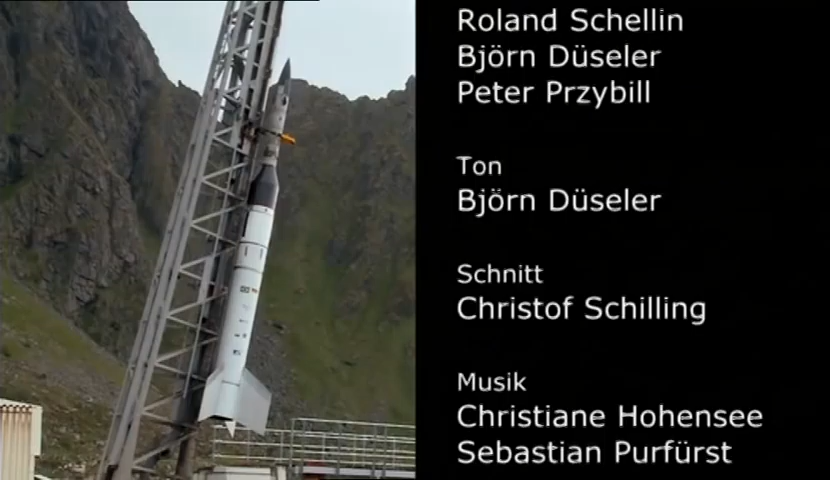 Roland Schellin
Björn Düseler
Peter Przybill
Ton
Björn Düseler
Schnitt
Christof Schilling
Musik
Christiane Hohensee
Sebastian Purfürst